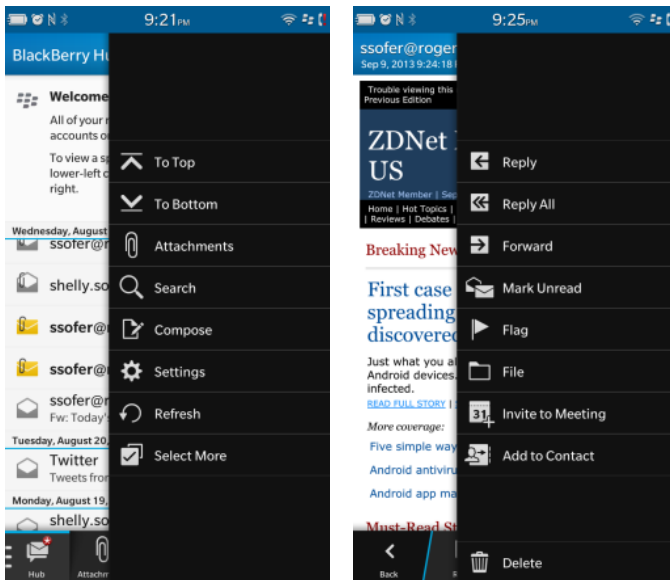 9:21PM
BlackBerry Hu
Welcome
All of your
accounts o
To view a s
lower-left c
right.
Wednesday, August
ssofer@r
shelly.so
ssofer@
ssofer@
ssofer@r
Fw: Today'
Tuesday, August 20,
Twitter
Tweets fror
Monday, August 19,
shelly.so
Hub
Attachm
To Top
To Bottom
Attachments
Search
Compose
Settings
Refresh
Select More
9:25PM
ssofer@roger
Sep 9, 2013 9:24:18
Trouble viewing this
Previous Edition
ZDNet
US
ZDNet Member | Sep
Home | Hot Topics |
| Reviews | Debates |
Breaking New
First case
spreading
discovered
Just what you al
Android devices.
infected.
READ FULL STORY |
More coverage:
Five simple way
Android antiviru
Android app ma
Must-Read St
Back
Reply
Reply All
Forward
Mark Unread
Flag
File
31
Invite to Meeting
Add to Contact
Delete